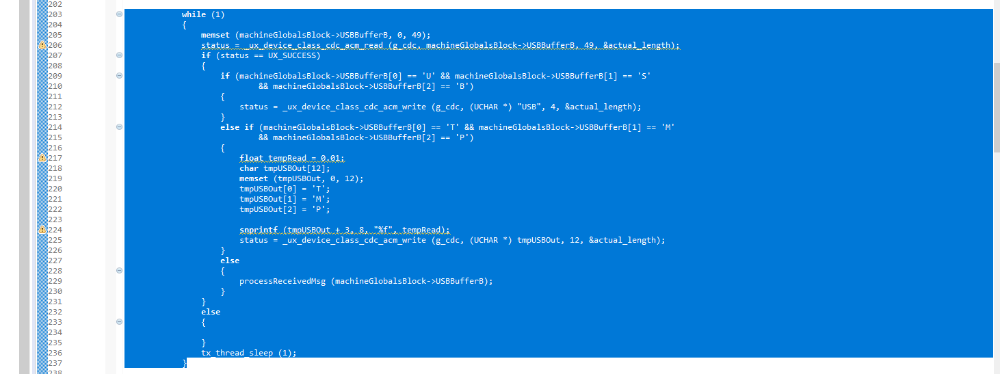 202
203 while (1)
204 {
205 memset (machineGlobalsBlock->USBBufferB, 0, 49);
206 status = _ux_device_class_cdc_acm_read (g_cdc, machineGlobalsBlock->USBBufferB, 49, &actual_length);
207 if (status == UX_SUCCESS)
208 {
209 if (machineGlobalsBlock->USBBufferB[0] == 'U' && machineGlobalsBlock->USBBufferB[1] == 'S'
210 && machineGlobalsBlock->USBBufferB[2] == 'B')
211 {
212 status = _ux_device_class_cdc_acm_write (g_cdc, (UCHAR *) "USB", 4, &actual_length);
213 }
214 else if (machineGlobalsBlock->USBBufferB[0] == 'T' && machineGlobalsBlock->USBBufferB[1] == 'M'
215 && machineGlobalsBlock->USBBufferB[2] == 'P')
216 {
217 float tempRead = 0.01;
218 char tmpUSBOut[12];
219 memset (tmpUSBOut, 0, 12);
220 tmpUSBOut[0] = 'T';
221 tmpUSBOut[1] = 'M';
222 tmpUSBOut[2] = 'P';
223
224 snprintf (tmpUSBOut + 3, 8, "%f", tempRead);
225 status = _ux_device_class_cdc_acm_write (g_cdc, (UCHAR *) tmpUSBOut, 12, &actual_length);
226 }
227 else
228 {
229 processReceivedMsg (machineGlobalsBlock->USBBufferB);
230 }
231 }
232 else
233 {
234
235 }
236 tx_thread_sleep (1);
237 }
238